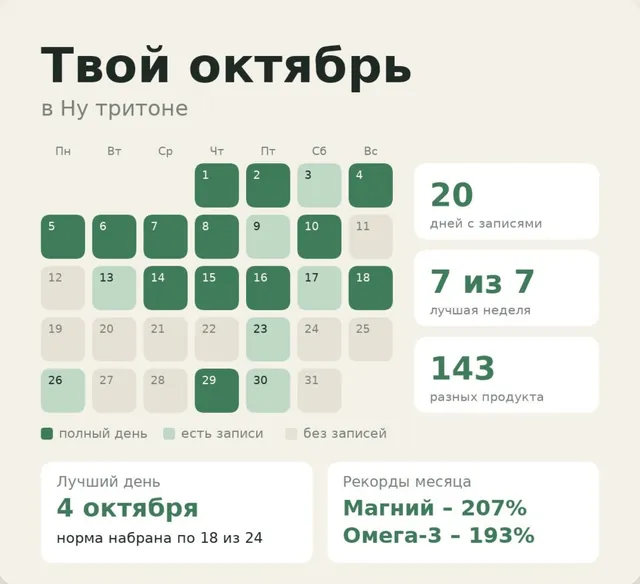 Твой октябрь
в Ну тритоне
Пн Вт Ср Чт Пт Сб Вс
1 2 3 4
5 6 7 8 9 10 11
12 13 14 15 16 17 18
19 20 21 22 23 24 25
26 27 28 29 30 31
20
дней с записями
7 из 7
лучшая неделя
143
разных продукта
полный день есть записи без записей
Лучший день
4 октября
норма набрана по 18 из 24
Рекорды месяца
Магний – 207%
Омега-3 – 193%